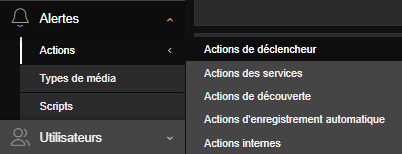 Alertes
Actions
Types de média
Scripts
Utilisateurs
Actions de déclencheur
Actions des services
Actions de découverte
Actions d'enregistrement automatique
Actions internes